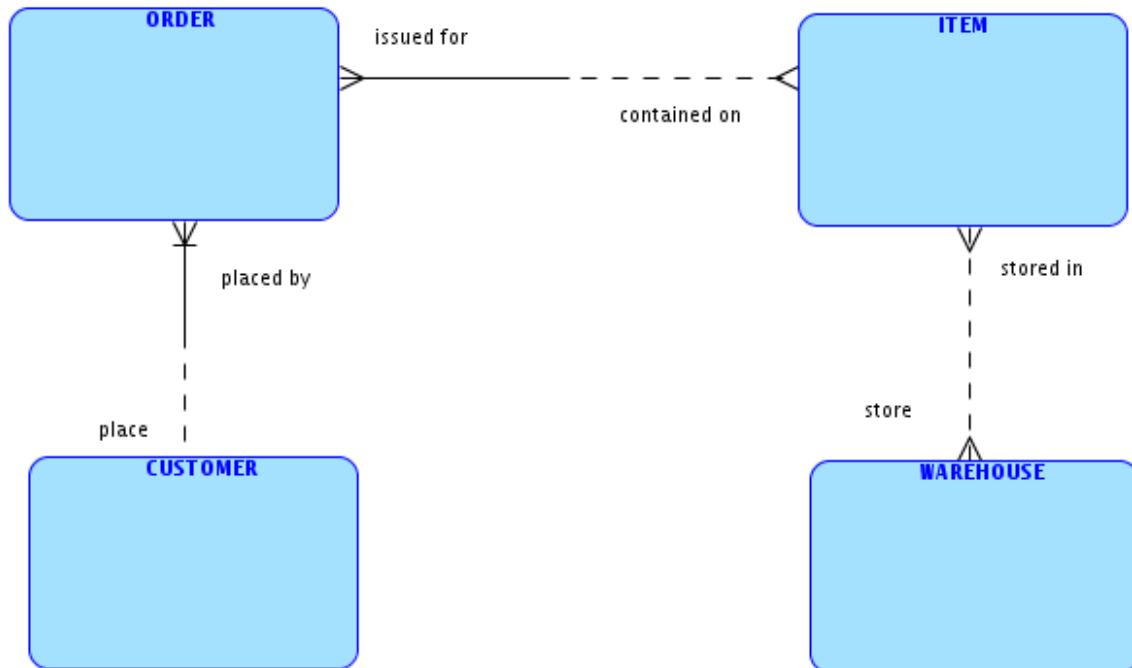 ORDER
ITEM
issued for
contained on
placed by
stored in
place
store
CUSTOMER
WAREHOUSE